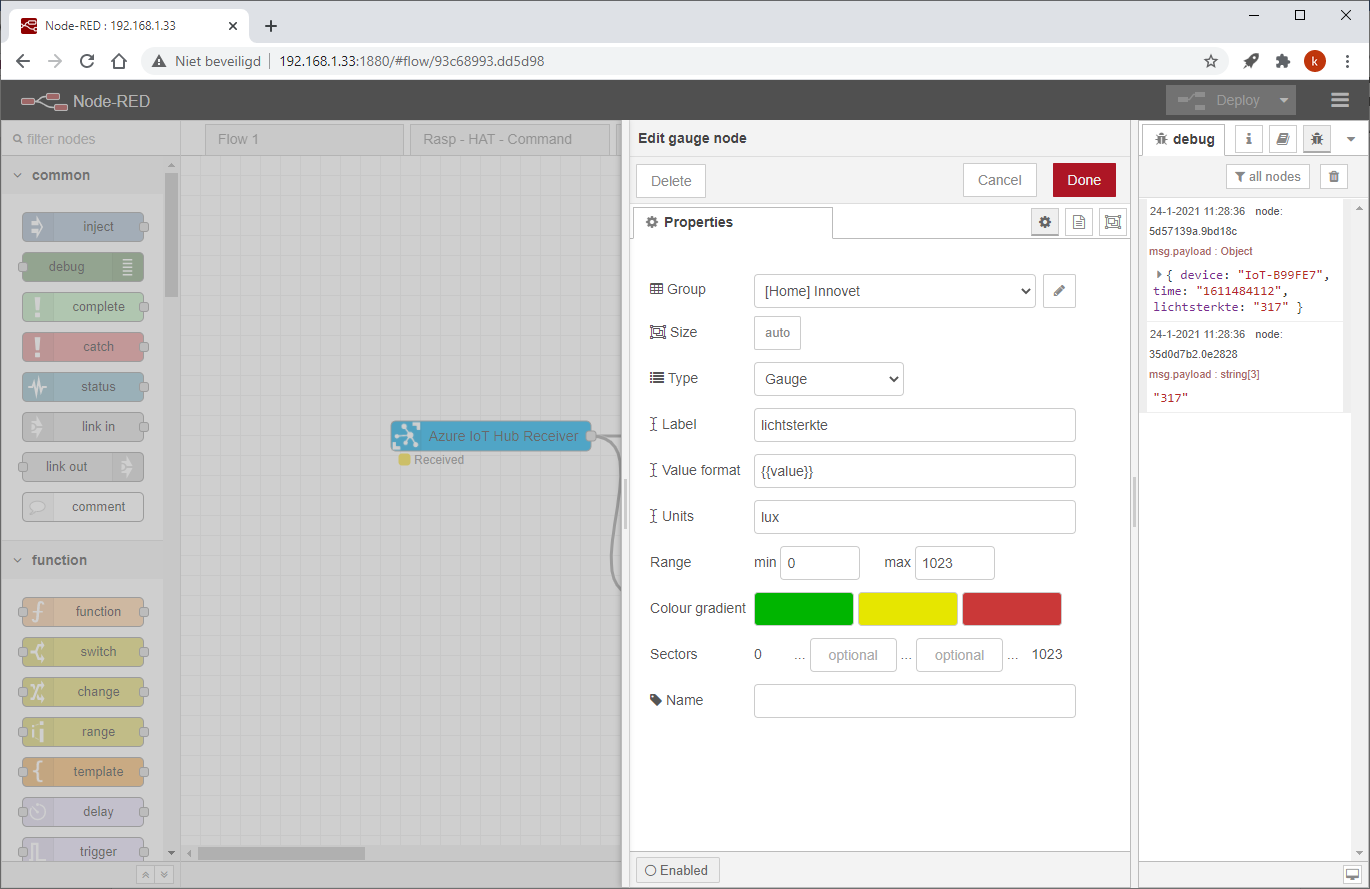 Node-RED : 192.168.1.33
Niet beveiligd
192.168.1.33:1880/#flow/93c68993.dd5d98
k
Node-RED
Deploy
filter nodes
common
inject
debug
complete
catch
status
link in
link out
comment
function
function
switch
change
range
template
delay
trigger
Flow 1
Rasp - HAT - Command
Azure IoT Hub Receiver
Received
Edit gauge node
Delete
Cancel
Done
Properties
Group
[Home] Innovet
Size
auto
Type
Gauge
Label
lichtsterkte
Value format
{{value}}
Units
lux
Range
min
0
max
1023
Colour gradient
Sectors
0
...
optional
...
optional
...
1023
Name
Enabled
debug
all nodes
24-1-2021 11:28:36 node:
5d57139a.9bd18c
msg.payload : Object
{ device: "IoT-B99FE7",
time: "1611484112",
lichtsterkte: "317" }
24-1-2021 11:28:36 node:
35d0d7b2.0e2828
msg.payload : string[3]
"317"